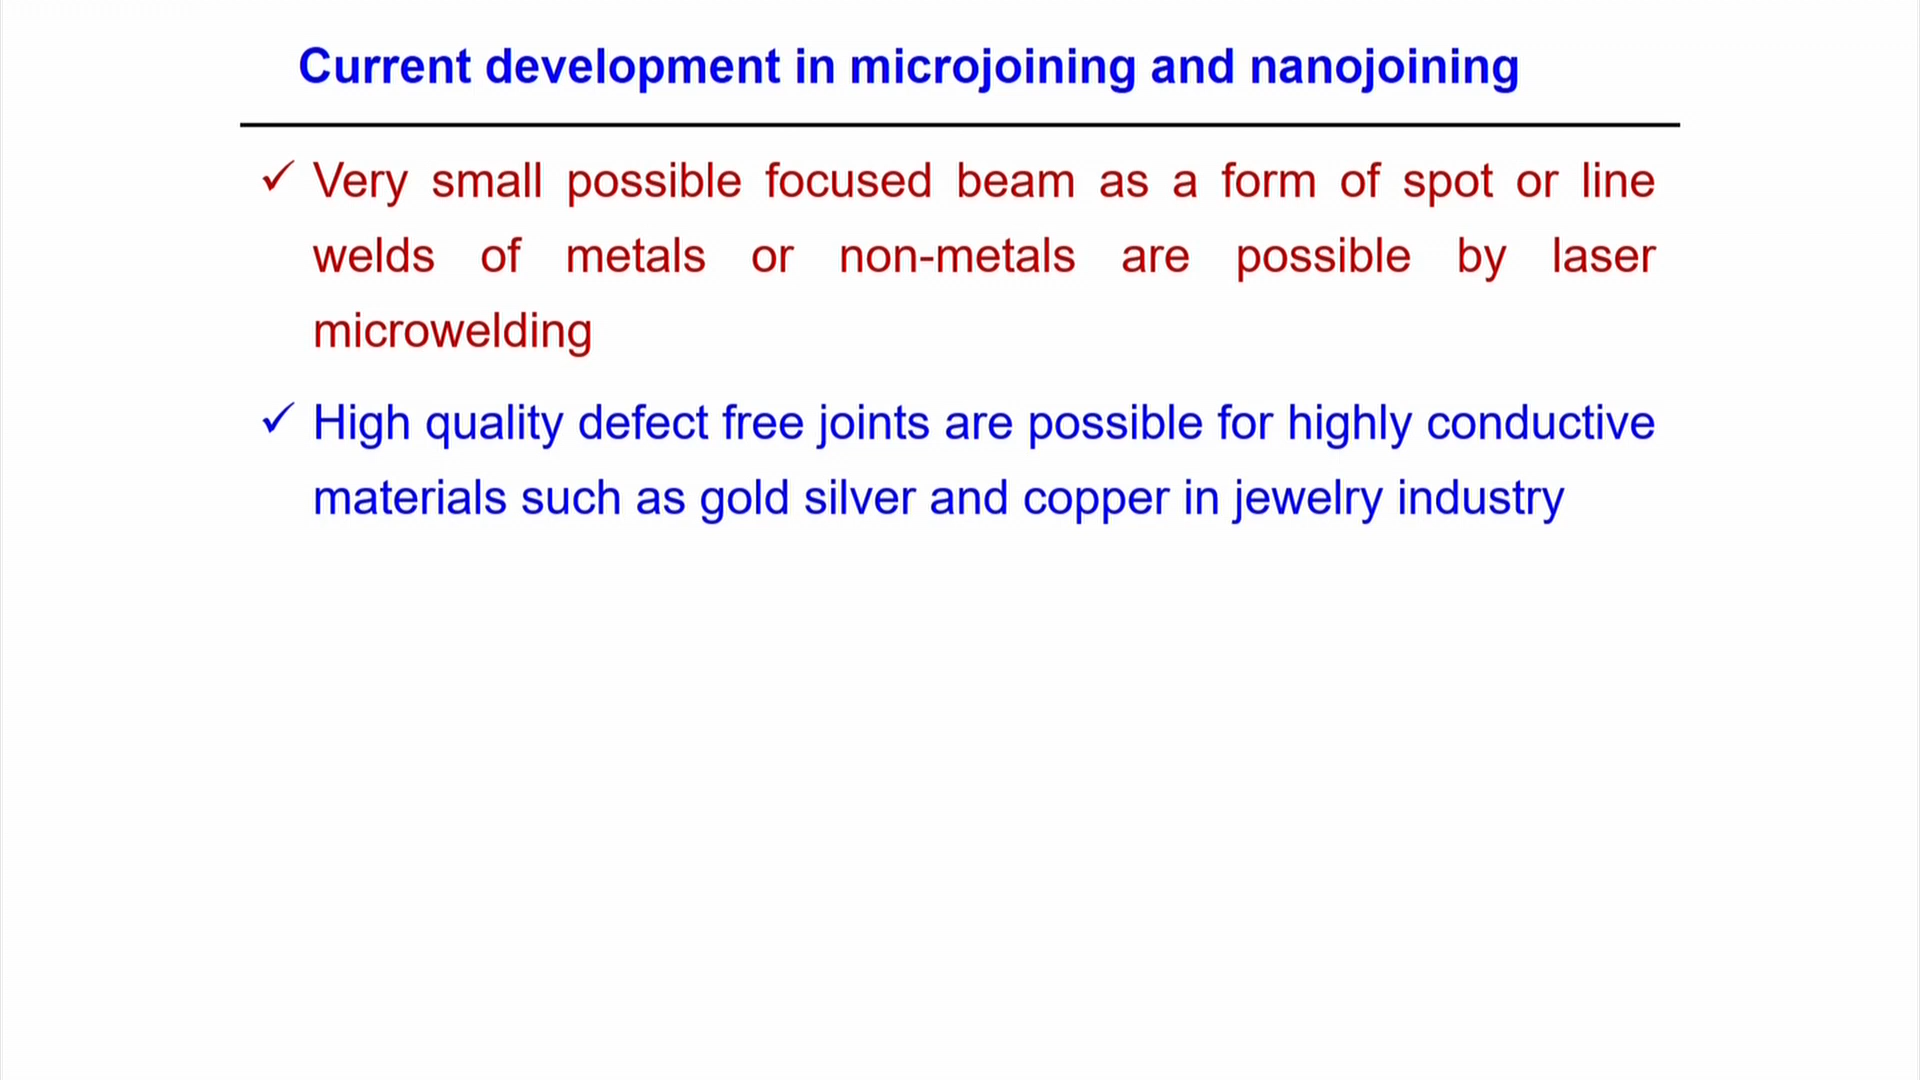 Current development in microjoining and nanojoining
✓ Very small possible focused beam as a form of spot or line
welds of metals or non-metals are possible by laser
microwelding
✓ High quality defect free joints are possible for highly conductive
materials such as gold silver and copper in jewelry industry